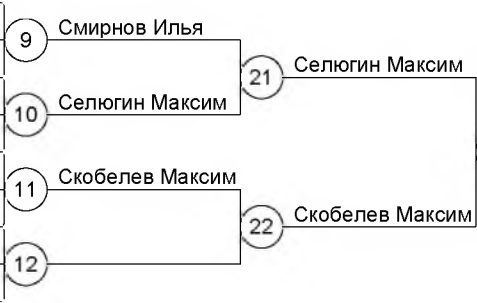 9 Смирнов Илья
21 Селюгин Максим
10 Селюгин Максим
11 Скобелев Максим
22 Скобелев Максим
12